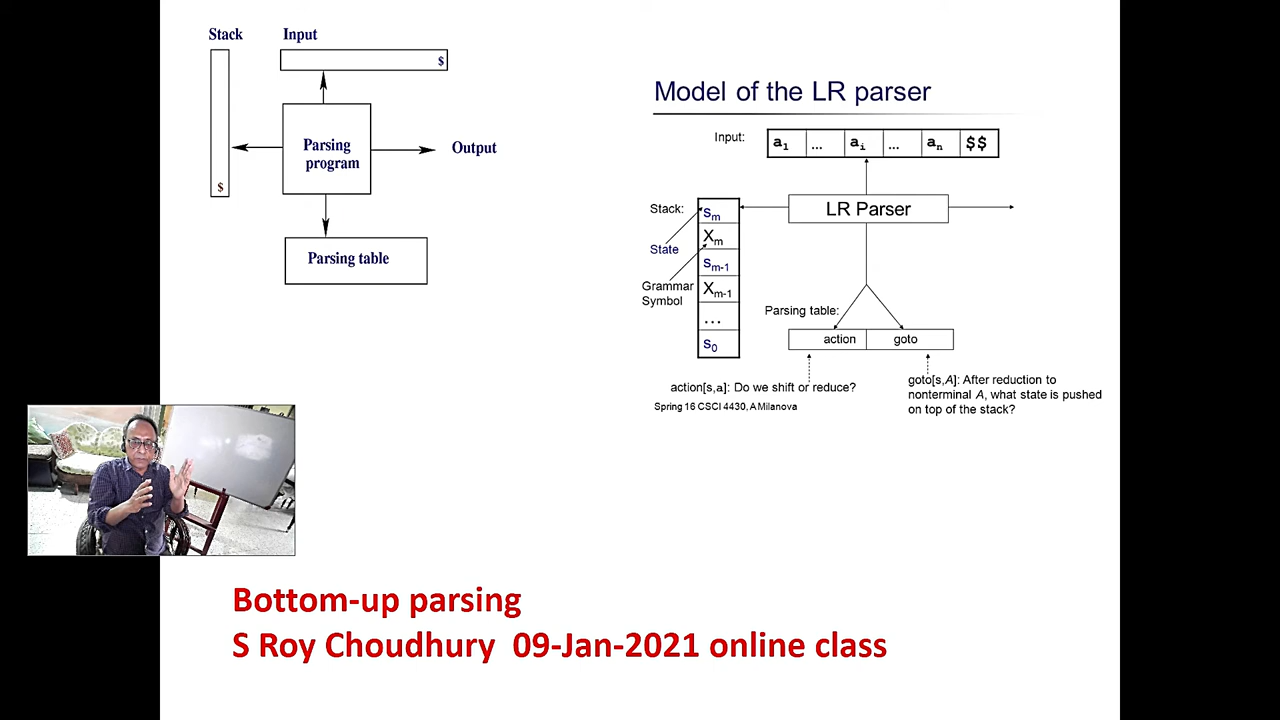 Stack Input
$
Parsing
program
Output
$
Parsing table
Model of the LR parser
Input:
a1 ... ai ... an $$
Stack:
sm
LR Parser
State
Xm
sm-1
Grammar
Symbol
Xm-1
...
s0
Parsing table:
action goto
action[s,a]: Do we shift or reduce?
goto[s,A]: After reduction to
nonterminal A, what state is pushed
on top of the stack?
Spring 16 CSCI 4430, A Milanova
Bottom-up parsing
S Roy Choudhury 09-Jan-2021 online class